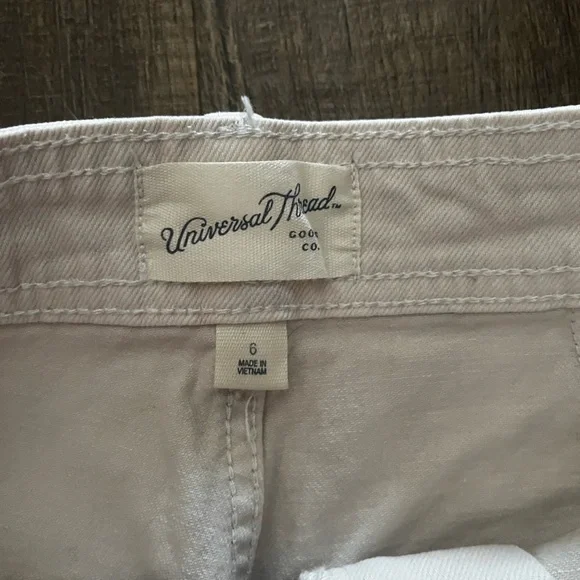 Universal Thread™
GOODS
CO.
6
MADE IN
VIETNAM